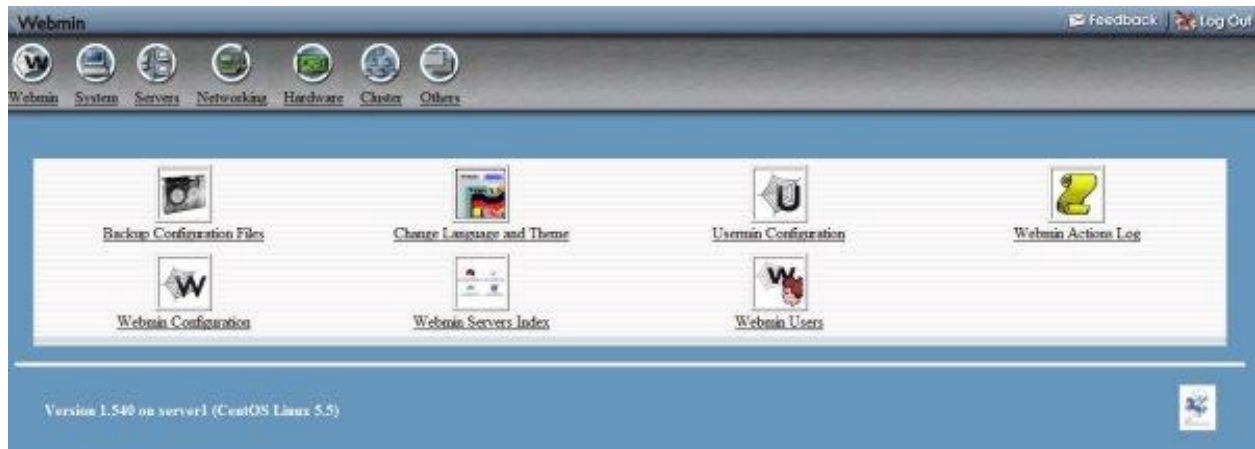 Webmin
Feedback
Log Out
Webmin System Servers Networking Hardware Cluster Others
Backup Configuration Files
Change Language and Theme
Usermin Configuration
Webmin Actions Log
Webmin Configuration
Webmin Servers Index
Webmin Users
Version 1.540 on server1 (CentOS Linux 5.5)